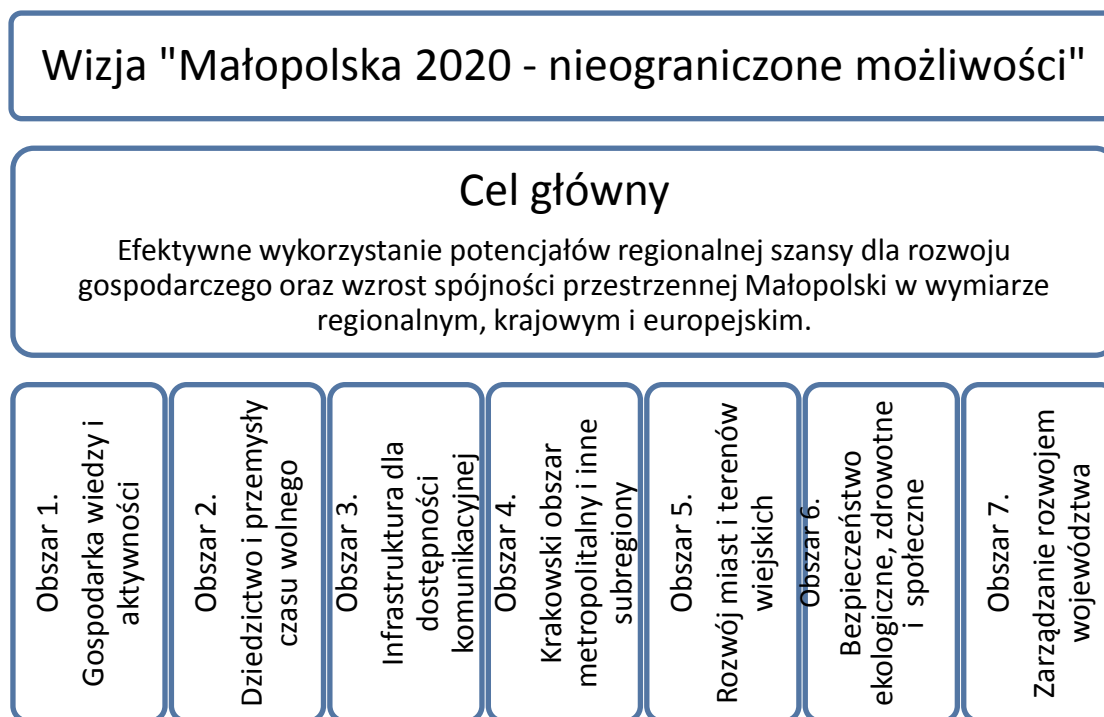 Wizja "Małopolska 2020 - nieograniczone możliwości"
Cel główny
Efektywne wykorzystanie potencjałów regionalnej szansy dla rozwoju
gospodarczego oraz wzrost spójności przestrzennej Małopolski w wymiarze
regionalnym, krajowym i europejskim.
Obszar 1.
Gospodarka wiedzy i
aktywności
Obszar 2.
Dziedzictwo i przemysły
czasu wolnego
Obszar 3.
Infrastruktura dla
dostępności
komunikacyjnej
Obszar 4.
Krakowski obszar
metropolitalny i inne
subregiony
Obszar 5.
Rozwój miast i terenów
wiejskich
Obszar 6.
Bezpieczeństwo
ekologiczne, zdrowotne
i społeczne
Obszar 7.
Zarządzanie rozwojem
województwa